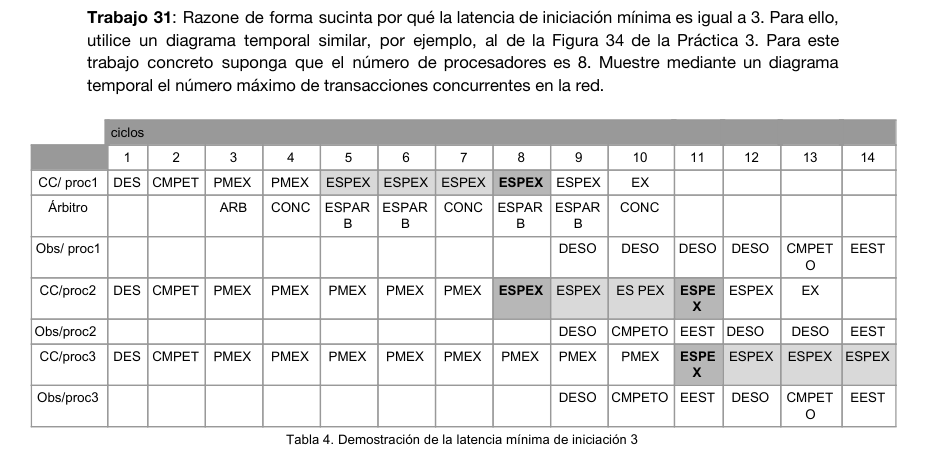 Trabajo 31: Razone de forma sucinta por qué la latencia de iniciación mínima es igual a 3. Para ello,
utilice un diagrama temporal similar, por ejemplo, al de la Figura 34 de la Práctica 3. Para este
trabajo concreto suponga que el número de procesadores es 8. Muestre mediante un diagrama
temporal el número máximo de transacciones concurrentes en la red.
ciclos
1 2 3 4 5 6 7 8 9 10 11 12 13 14
CC/ proc1 DES CMPET PMEX PMEX ESPEX ESPEX ESPEX ESPEX ESPEX EX
Árbitro ARB CONC ESPAR ESPAR CONC ESPAR ESPAR CONC
B B B B
Obs/ proc1 DESO DESO DESO DESO CMPET EEST
O
CC/proc2 DES CMPET PMEX PMEX PMEX PMEX PMEX ESPEX ESPEX ES PEX ESPE ESPEX EX
X
Obs/proc2 DESO CMPETO EEST DESO DESO EEST
CC/proc3 DES CMPET PMEX PMEX PMEX PMEX PMEX PMEX PMEX PMEX ESPE ESPEX ESPEX ESPEX
X
Obs/proc3 DESO CMPETO EEST DESO CMPET EEST
O
Tabla 4. Demostración de la latencia mínima de iniciación 3